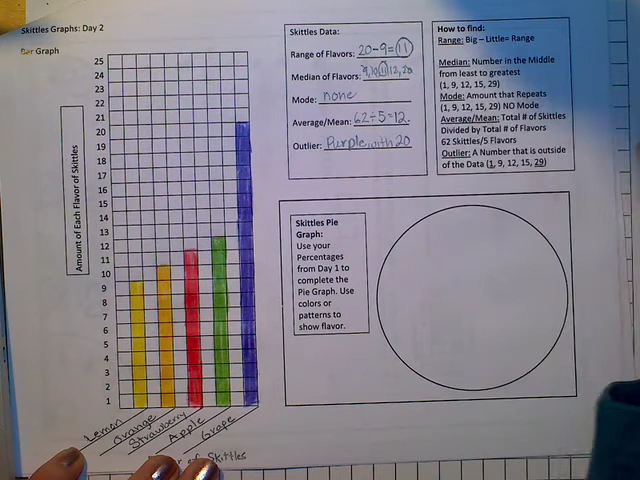 Skittles Graphs: Day 2
Bar Graph
Amount of Each Flavor of Skittles
25
24
23
22
21
20
19
18
17
16
15
14
13
12
11
10
9
8
7
6
5
4
3
2
1
Lemon
Orange
Strawberry
Apple
Grape
of Skittles
Skittles Data:
Range of Flavors: 20-9=11
Median of Flavors: 9,10,11,12,20
Mode: none
Average/Mean: 62÷5=12.
Outlier: Purple with 20
How to find:
Range: Big – Little= Range
Median: Number in the Middle
from least to greatest
(1, 9, 12, 15, 29)
Mode: Amount that Repeats
(1, 9, 12, 15, 29) NO Mode
Average/Mean: Total # of Skittles
Divided by Total # of Flavors
62 Skittles/5 Flavors
Outlier: A Number that is outside
of the Data (1, 9, 12, 15, 29)
Skittles Pie
Graph:
Use your
Percentages
from Day 1 to
complete the
Pie Graph. Use
colors or
patterns to
show flavor.